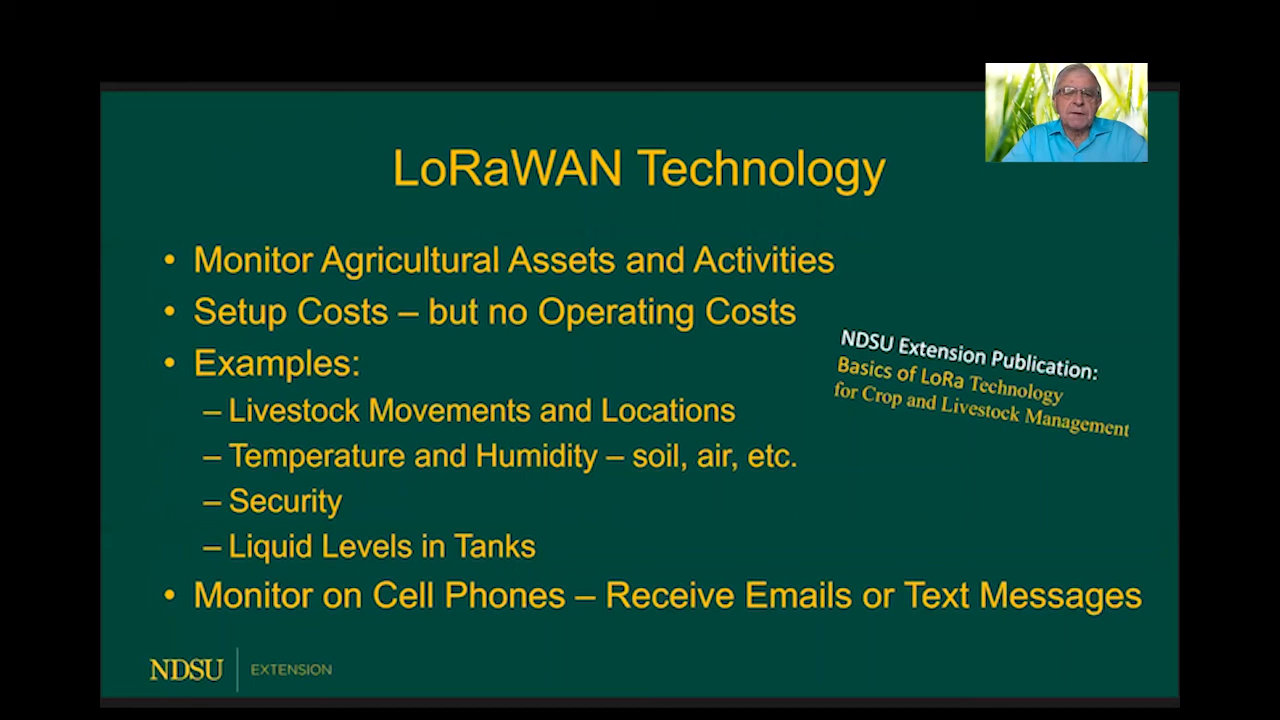 LoRaWAN Technology
• Monitor Agricultural Assets and Activities
• Setup Costs – but no Operating Costs
• Examples:
– Livestock Movements and Locations
– Temperature and Humidity – soil, air, etc.
– Security
– Liquid Levels in Tanks
• Monitor on Cell Phones – Receive Emails or Text Messages
NDSU Extension Publication:
Basics of LoRa Technology
for Crop and Livestock Management
NDSU EXTENSION